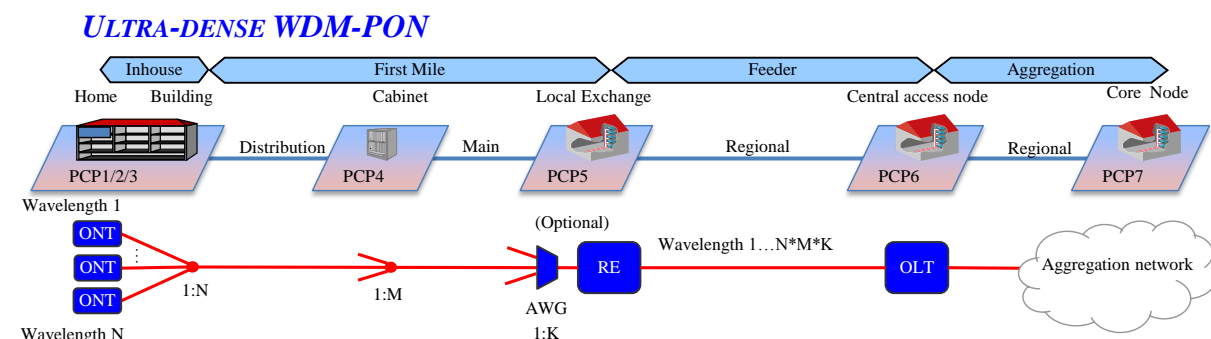 ULTRA-DENSE WDM-PON
Inhouse First Mile Feeder Aggregation
Home Building Cabinet Local Exchange Central access node Core Node
Distribution Main Regional Regional
PCP1/2/3 PCP4 PCP5 PCP6 PCP7
Wavelength 1
(Optional)
ONT
Wavelength 1…N*M*K
ONT RE OLT Aggregation network
1:N 1:M
ONT
AWG
Wavelength N 1:K